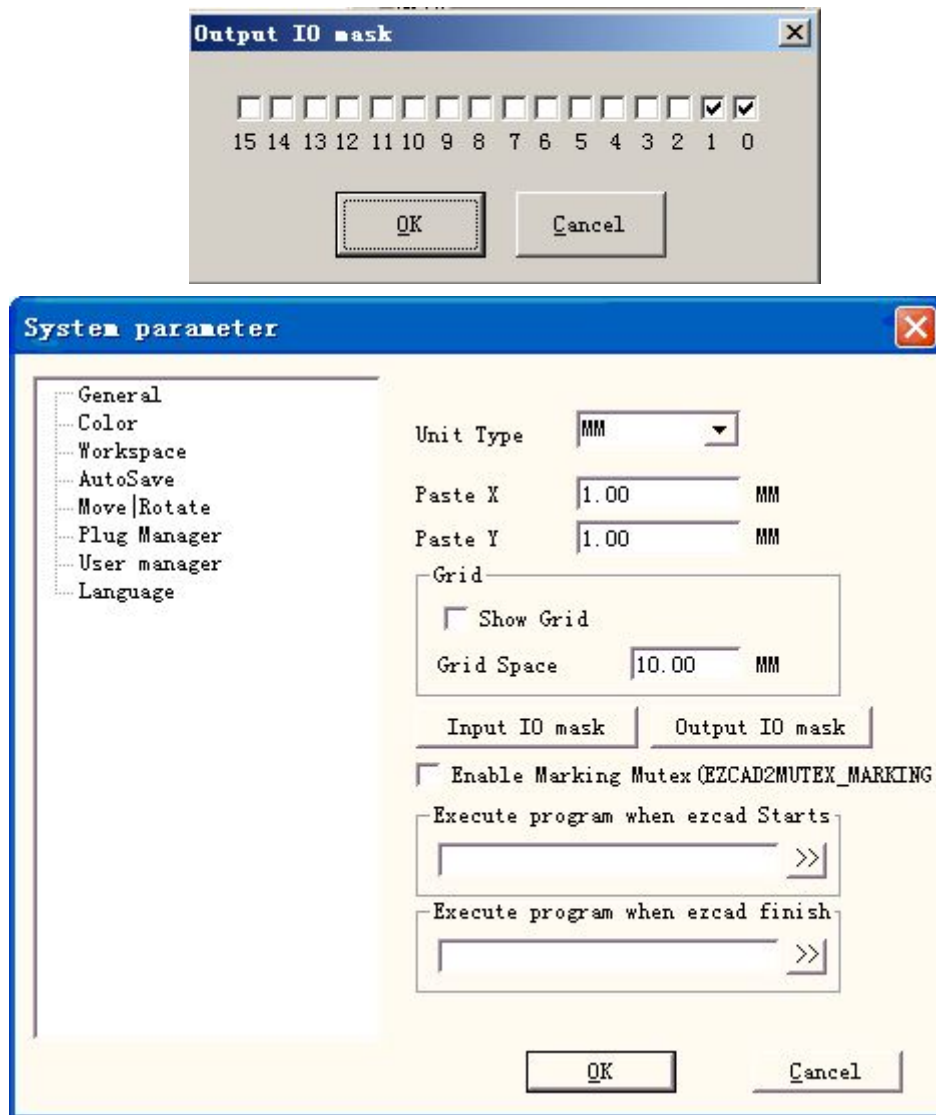 Output IO mask
15 14 13 12 11 10 9 8 7 6 5 4 3 2 1 0
OK Cancel
System parameter
General
Color
Workspace
AutoSave
Move|Rotate
Plug Manager
User manager
Language
Unit Type MM
Paste X 1.00 MM
Paste Y 1.00 MM
Grid
Show Grid
Grid Space 10.00 MM
Input IO mask Output IO mask
Enable Marking Mutex(EZCAD2MUTEX_MARKING
Execute program when ezcad Starts
>>
Execute program when ezcad finish
>>
OK Cancel